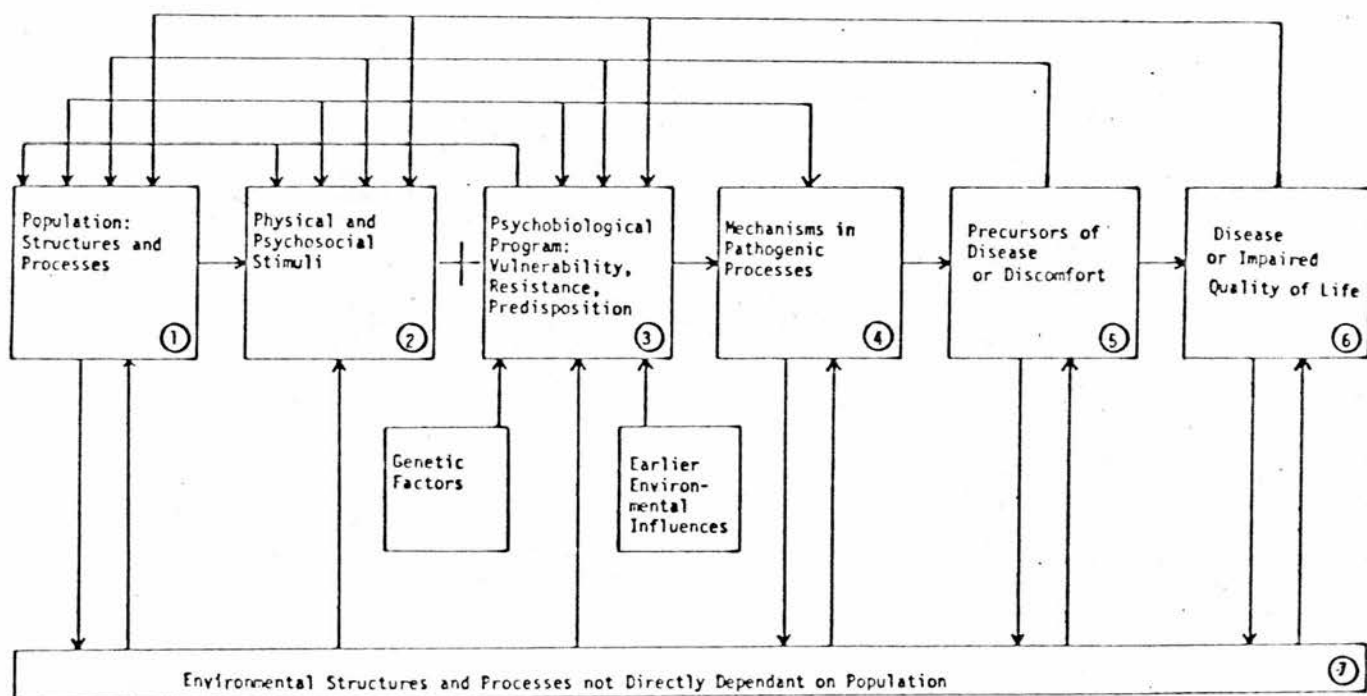 Population:
Structures and
Processes
1
Physical and
Psychosocial
Stimuli
2
Psychobiological
Program:
Vulnerability,
Resistance,
Predisposition
3
Mechanisms in
Pathogenic
Processes
4
Precursors of
Disease
or Discomfort
5
Disease
or Impaired
Quality of Life
6
Genetic
Factors
Earlier
Environ-
mental
Influences
Environmental Structures and Processes not Directly Dependant on Population
7